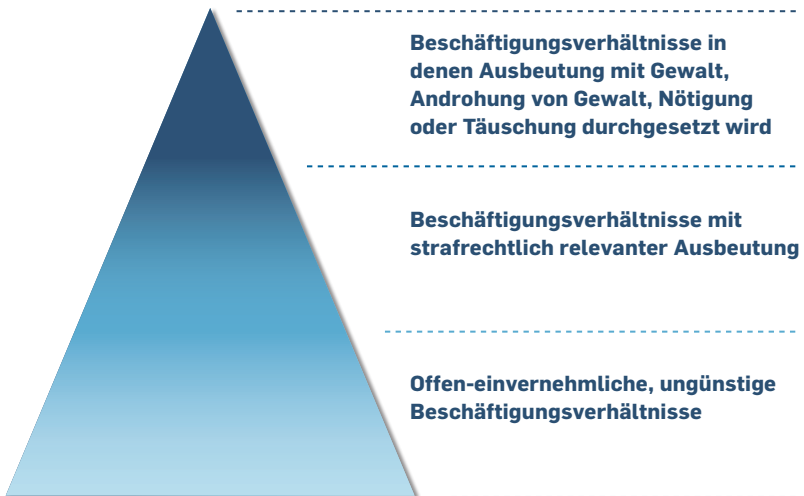 Beschäftigungsverhältnisse in
denen Ausbeutung mit Gewalt,
Androhung von Gewalt, Nötigung
oder Täuschung durchgesetzt wird
Beschäftigungsverhältnisse mit
strafrechtlich relevanter Ausbeutung
Offen-einvernehmliche, ungünstige
Beschäftigungsverhältnisse